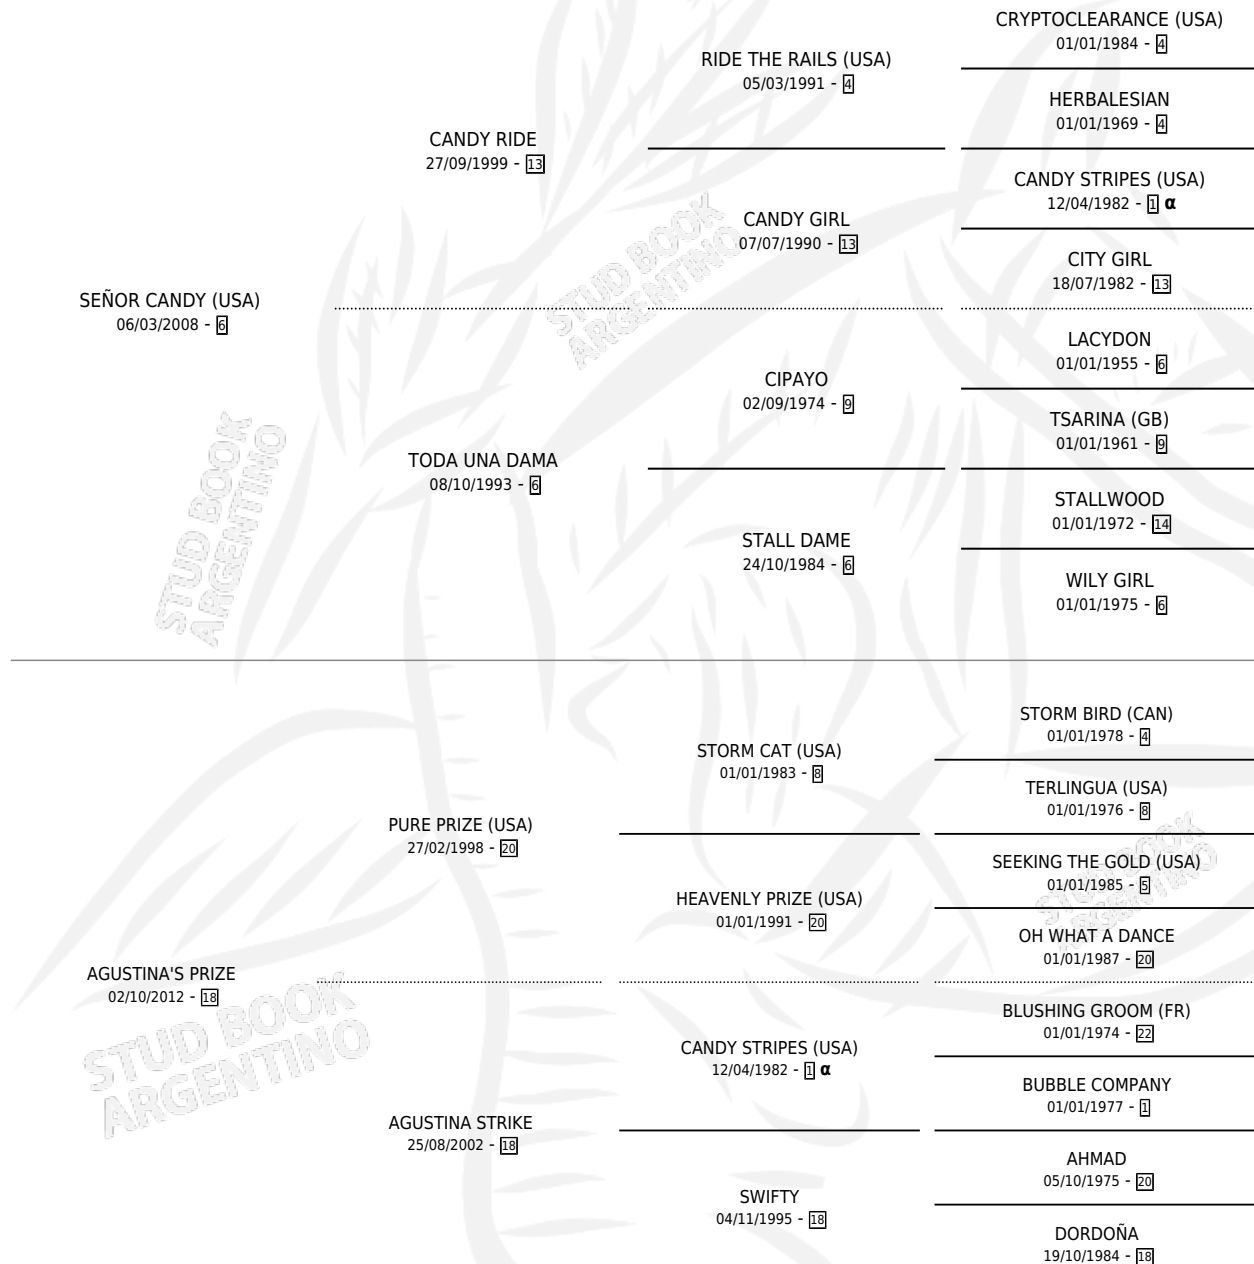 CRYPTOCLEARANCE (USA)
01/01/1984 - 4
RIDE THE RAILS (USA)
05/03/1991 - 4
HERBALESIAN
01/01/1969 - 4
CANDY RIDE
27/09/1999 - 13
CANDY STRIPES (USA)
12/04/1982 - 1 α
CANDY GIRL
07/07/1990 - 13
CITY GIRL
18/07/1982 - 13
SEÑOR CANDY (USA)
06/03/2008 - 6
LACYDON
01/01/1955 - 6
CIPAYO
02/09/1974 - 9
TSARINA (GB)
01/01/1961 - 9
TODA UNA DAMA
08/10/1993 - 6
STALLWOOD
01/01/1972 - 14
STALL DAME
24/10/1984 - 6
WILY GIRL
01/01/1975 - 6
STORM BIRD (CAN)
01/01/1978 - 4
STORM CAT (USA)
01/01/1983 - 8
TERLINGUA (USA)
01/01/1976 - 8
PURE PRIZE (USA)
27/02/1998 - 20
SEEKING THE GOLD (USA)
01/01/1985 - 5
HEAVENLY PRIZE (USA)
01/01/1991 - 20
OH WHAT A DANCE
01/01/1987 - 20
AGUSTINA'S PRIZE
02/10/2012 - 18
BLUSHING GROOM (FR)
01/01/1974 - 22
CANDY STRIPES (USA)
12/04/1982 - 1 α
BUBBLE COMPANY
01/01/1977 - 1
AGUSTINA STRIKE
25/08/2002 - 18
AHMAD
05/10/1975 - 20
SWIFTY
04/11/1995 - 18
DORDOÑA
19/10/1984 - 18
STUD BOOK
ARGENTINO
STUD BOOK
ARGENTINO
STUD BOOK
ARGENTINO
STUD BOOK
ARGENTINO